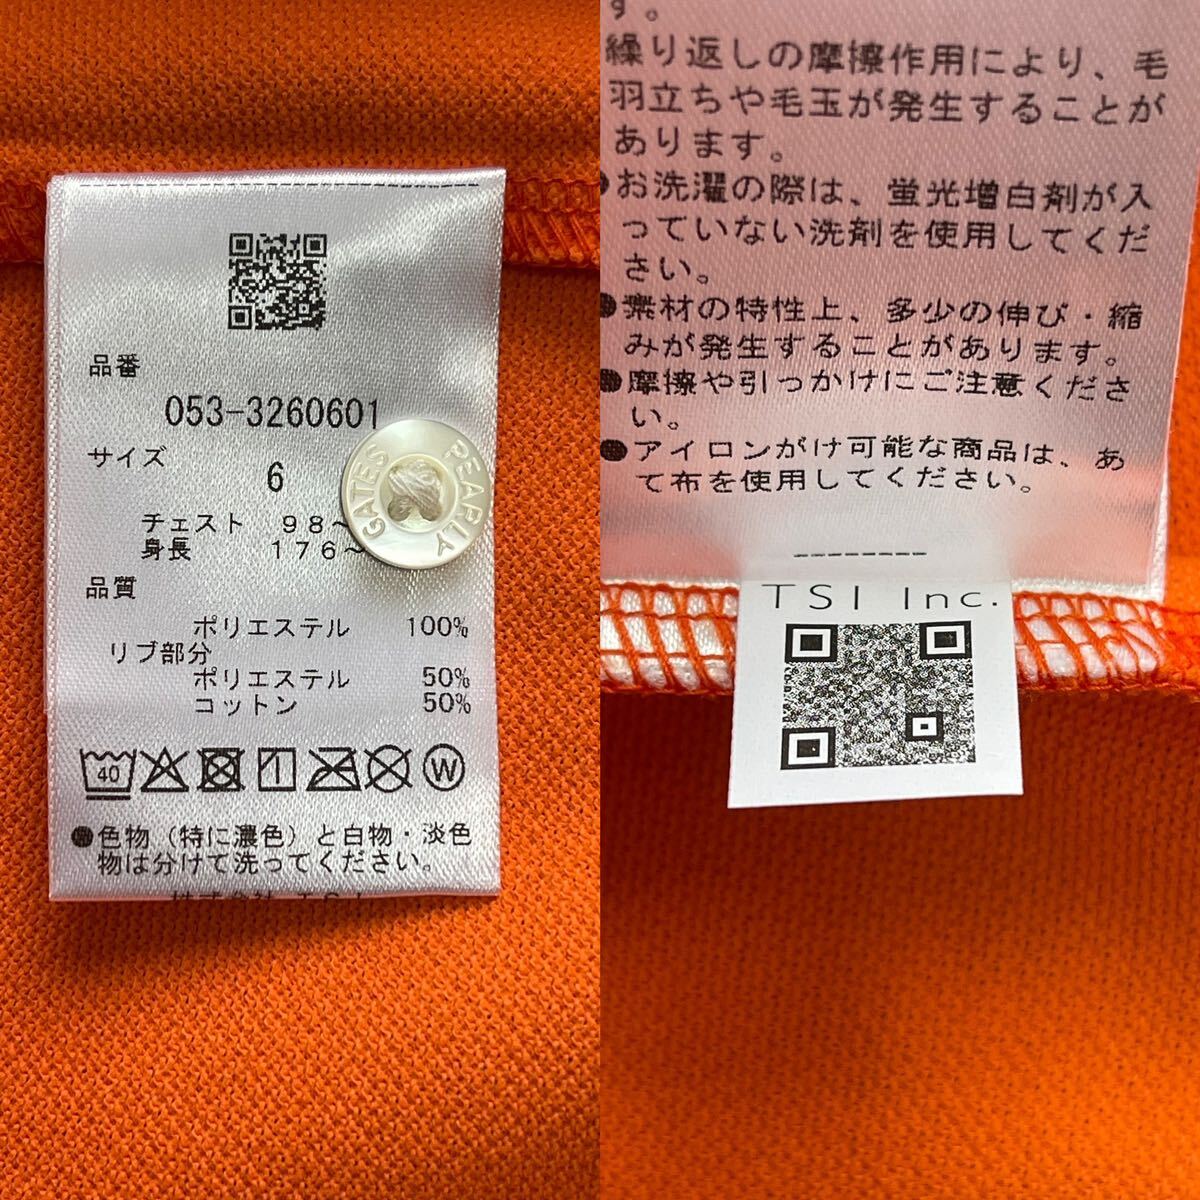 品番
053-3260601
サイズ
6
チェスト 98~
身長 176~
PEARLY GATES
品質
ポリエステル 100%
リブ部分
ポリエステル 50%
コットン 50%
40
W
●色物（特に濃色）と白物・淡色
物は分けて洗ってください。
株式会社 TSI
す。
繰り返しの摩擦作用により、毛
羽立ちや毛玉が発生することが
あります。
●お洗濯の際は、蛍光増白剤が入
っていない洗剤を使用してくだ
さい。
●素材の特性上、多少の伸び・縮
みが発生することがあります。
●摩擦や引っかけにご注意くださ
い。
●アイロンがけ可能な商品は、あ
て布を使用してください。
TSI Inc.